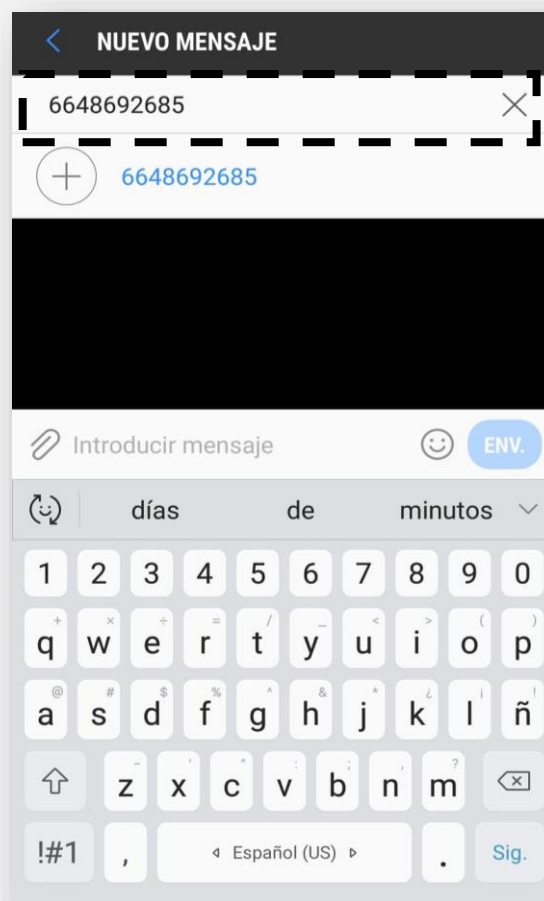 NUEVO MENSAJE
6648692685
6648692685
Introducir mensaje ENV.
días de minutos
1 2 3 4 5 6 7 8 9 0
+ × ÷ = / _ < > ( )
q w e r t y u i o p
@ # $ % ^ & * ¿ ¡ !
a s d f g h j k l ñ
- ' " : ; , ?
z x c v b n m
!#1 , Español (US) . Sig.